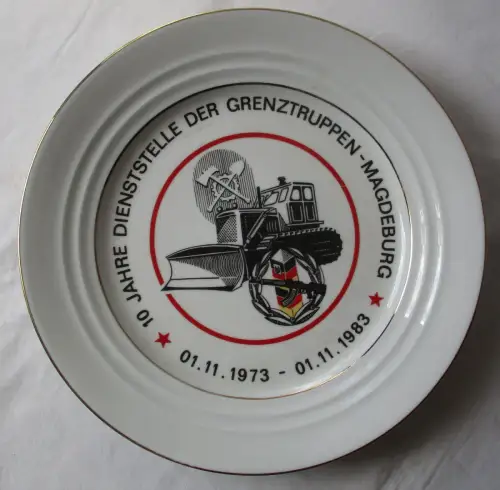 10 JAHRE DIENSTSTELLE DER GRENZTRUPPEN-MAGDEBURG
01.11.1973 - 01.11.1983